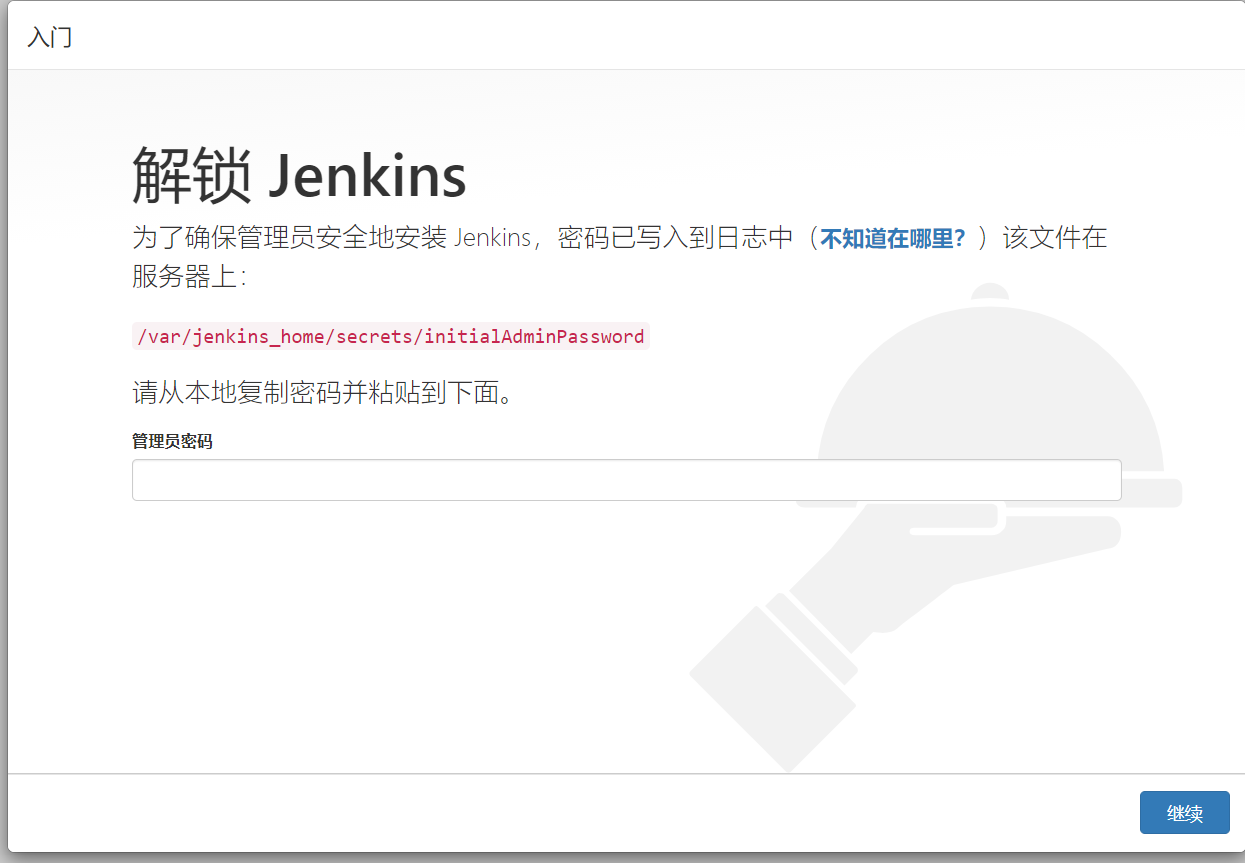 入门
解锁 Jenkins
为了确保管理员安全地安装 Jenkins，密码已写入到日志中（不知道在哪里？）该文件在
服务器上：
/var/jenkins_home/secrets/initialAdminPassword
请从本地复制密码并粘贴到下面。
管理员密码
继续